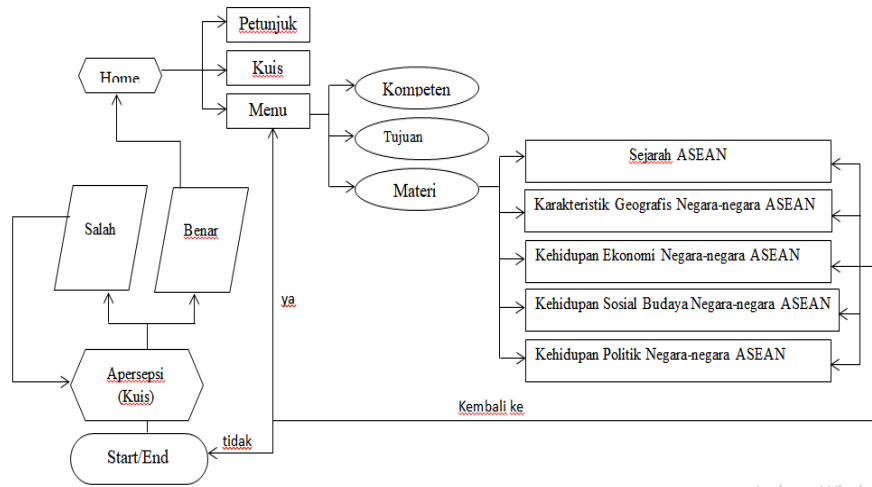 Petunjuk
Kuis
Menu
Home
Kompeten
Tujuan
Materi
Sejarah ASEAN
Karakteristik Geografis Negara-negara ASEAN
Kehidupan Ekonomi Negara-negara ASEAN
Kehidupan Sosial Budaya Negara-negara ASEAN
Kehidupan Politik Negara-negara ASEAN
Salah
Benar
ya
Apersepsi
(Kuis)
Kembali ke
tidak
Start/End